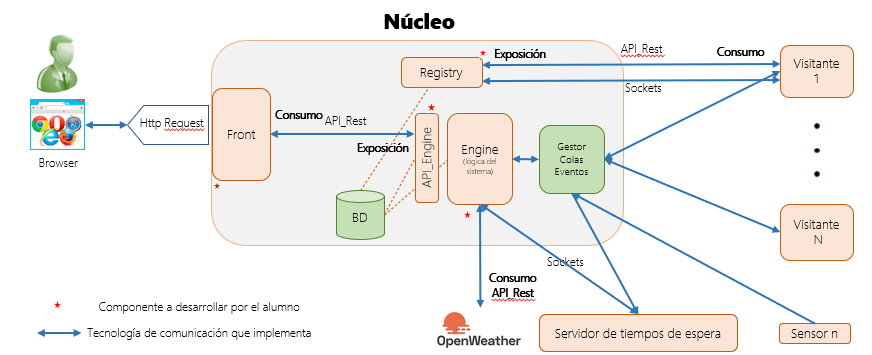 Núcleo
Exposición
API_Rest
Consumo
Registry
Sockets
Visitante
1
Http Request
Front
Consumo
API_Rest
Exposición
API_Engine
Engine
(lógica del
sistema)
Gestor
Colas
Eventos
Browser
BD
Visitante
N
Sockets
Consumo
API_Rest
Componente a desarrollar por el alumno
Tecnología de comunicación que implementa
OpenWeather
Servidor de tiempos de espera
Sensor n